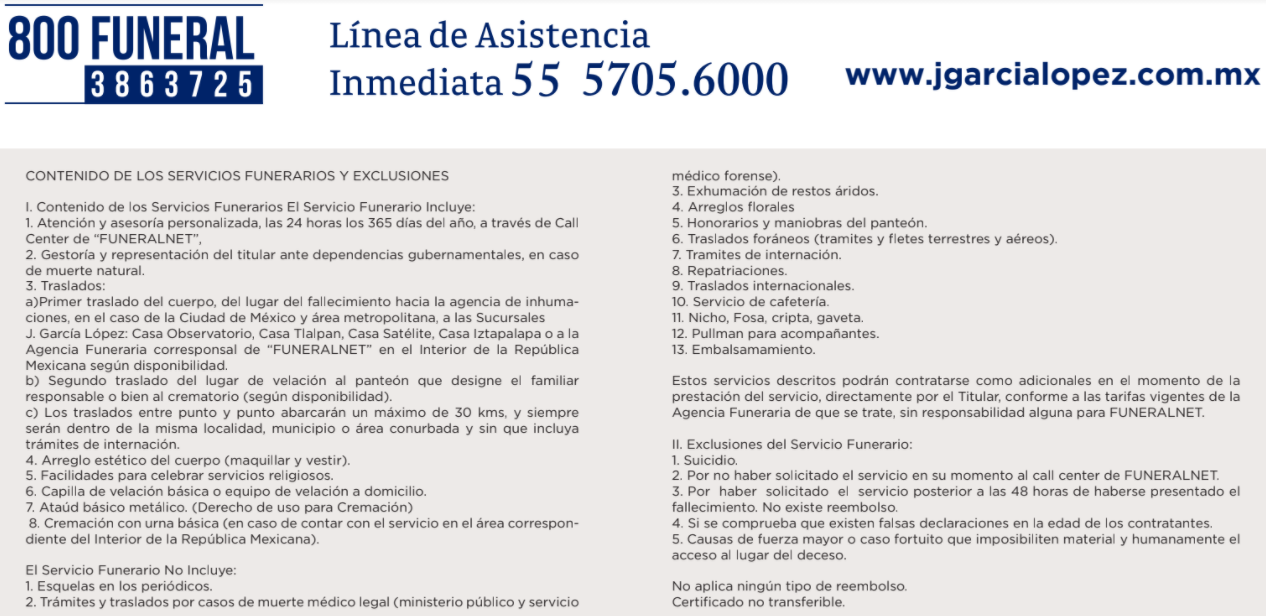 800 FUNERAL
3863725
Línea de Asistencia
Inmediata 55 5705.6000
www.jgarcialopez.com.mx
CONTENIDO DE LOS SERVICIOS FUNERARIOS Y EXCLUSIONES
I. Contenido de los Servicios Funerarios El Servicio Funerario Incluye:
1. Atención y asesoría personalizada, las 24 horas los 365 días del año, a través de Call
Center de “FUNERALNET”,
2. Gestoría y representación del titular ante dependencias gubernamentales, en caso
de muerte natural.
3. Traslados:
a)Primer traslado del cuerpo, del lugar del fallecimiento hacia la agencia de inhuma-
ciones, en el caso de la Ciudad de México y área metropolitana, a las Sucursales
J. García López: Casa Observatorio, Casa Tlalpan, Casa Satélite, Casa Iztapalapa o a la
Agencia Funeraria corresponsal de “FUNERALNET” en el Interior de la República
Mexicana según disponibilidad.
b) Segundo traslado del lugar de velación al panteón que designe el familiar
responsable o bien al crematorio (según disponibilidad).
c) Los traslados entre punto y punto abarcarán un máximo de 30 kms, y siempre
serán dentro de la misma localidad, municipio o área conurbada y sin que incluya
trámites de internación.
4. Arreglo estético del cuerpo (maquillar y vestir).
5. Facilidades para celebrar servicios religiosos.
6. Capilla de velación básica o equipo de velación a domicilio.
7. Ataúd básico metálico. (Derecho de uso para Cremación)
8. Cremación con urna básica (en caso de contar con el servicio en el área correspon-
diente del Interior de la República Mexicana).
El Servicio Funerario No Incluye:
1. Esquelas en los periódicos.
2. Trámites y traslados por casos de muerte médico legal (ministerio público y servicio
médico forense).
3. Exhumación de restos áridos.
4. Arreglos florales
5. Honorarios y maniobras del panteón.
6. Traslados foráneos (tramites y fletes terrestres y aéreos).
7. Tramites de internación.
8. Repatriaciones.
9. Traslados internacionales.
10. Servicio de cafetería.
11. Nicho, Fosa, cripta, gaveta.
12. Pullman para acompañantes.
13. Embalsamamiento.
Estos servicios descritos podrán contratarse como adicionales en el momento de la
prestación del servicio, directamente por el Titular, conforme a las tarifas vigentes de la
Agencia Funeraria de que se trate, sin responsabilidad alguna para FUNERALNET.
II. Exclusiones del Servicio Funerario:
1. Suicidio.
2. Por no haber solicitado el servicio en su momento al call center de FUNERALNET.
3. Por haber solicitado el servicio posterior a las 48 horas de haberse presentado el
fallecimiento. No existe reembolso.
4. Si se comprueba que existen falsas declaraciones en la edad de los contratantes.
5. Causas de fuerza mayor o caso fortuito que imposibiliten material y humanamente el
acceso al lugar del deceso.
No aplica ningún tipo de reembolso.
Certificado no transferible.